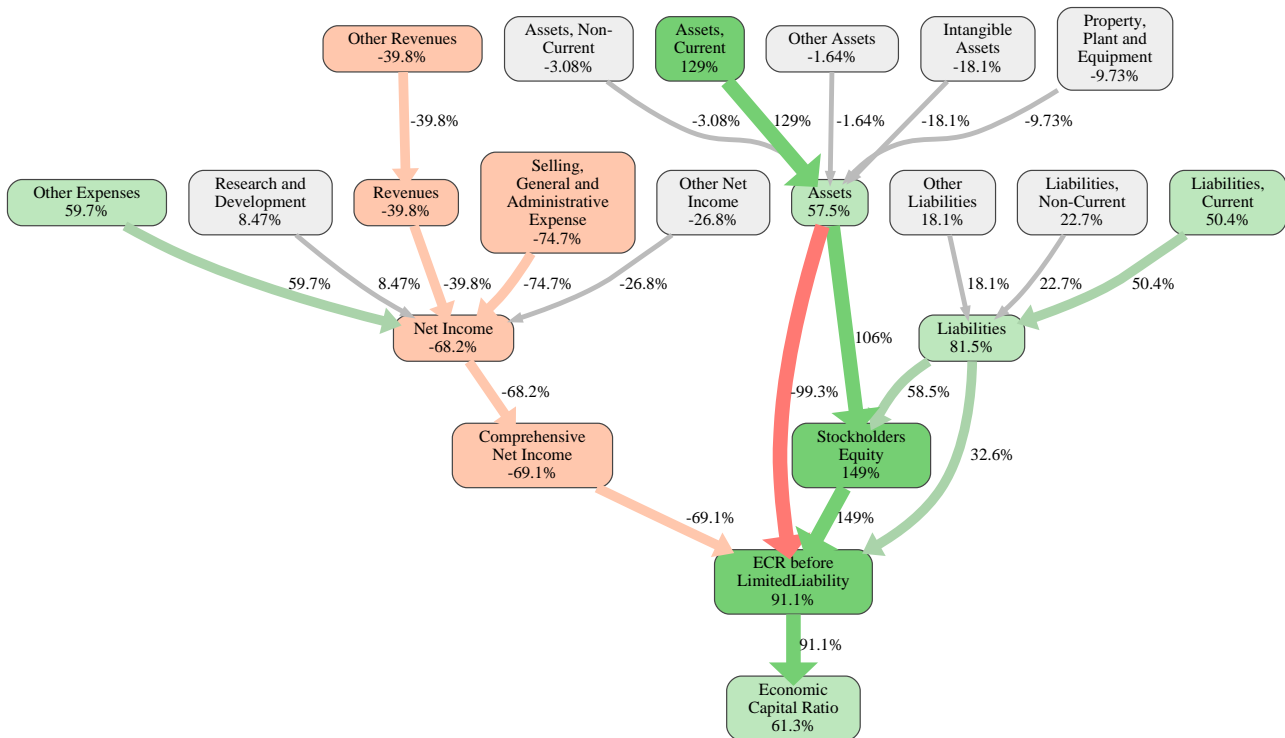 Other Revenues
-39.8%
Assets, Non-
Current
-3.08%
Assets,
Current
129%
Other Assets
-1.64%
Intangible
Assets
-18.1%
Property,
Plant and
Equipment
-9.73%
-39.8%
-3.08%
129%
-1.64%
-18.1%
-9.73%
Other Expenses
59.7%
Research and
Development
8.47%
Revenues
-39.8%
Selling,
General and
Administrative
Expense
-74.7%
Other Net
Income
-26.8%
Assets
57.5%
Other
Liabilities
18.1%
Liabilities,
Non-Current
22.7%
Liabilities,
Current
50.4%
59.7%
8.47%
-39.8%
-74.7%
-26.8%
18.1%
22.7%
50.4%
Net Income
-68.2%
106%
Liabilities
81.5%
-68.2%
-99.3%
58.5%
Comprehensive
Net Income
-69.1%
Stockholders
Equity
149%
32.6%
-69.1%
149%
ECR before
LimitedLiability
91.1%
91.1%
Economic
Capital Ratio
61.3%